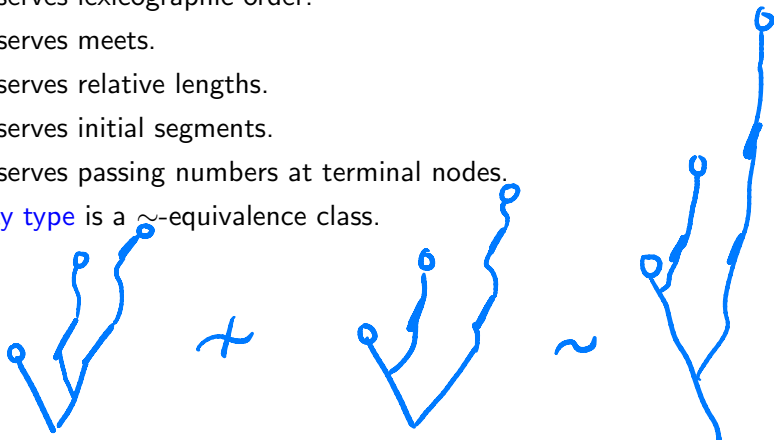 serves lexicographic order.
serves meets.
serves relative lengths.
serves initial segments.
serves passing numbers at terminal nodes.
y type is a ∼-equivalence class.
≁ ∼